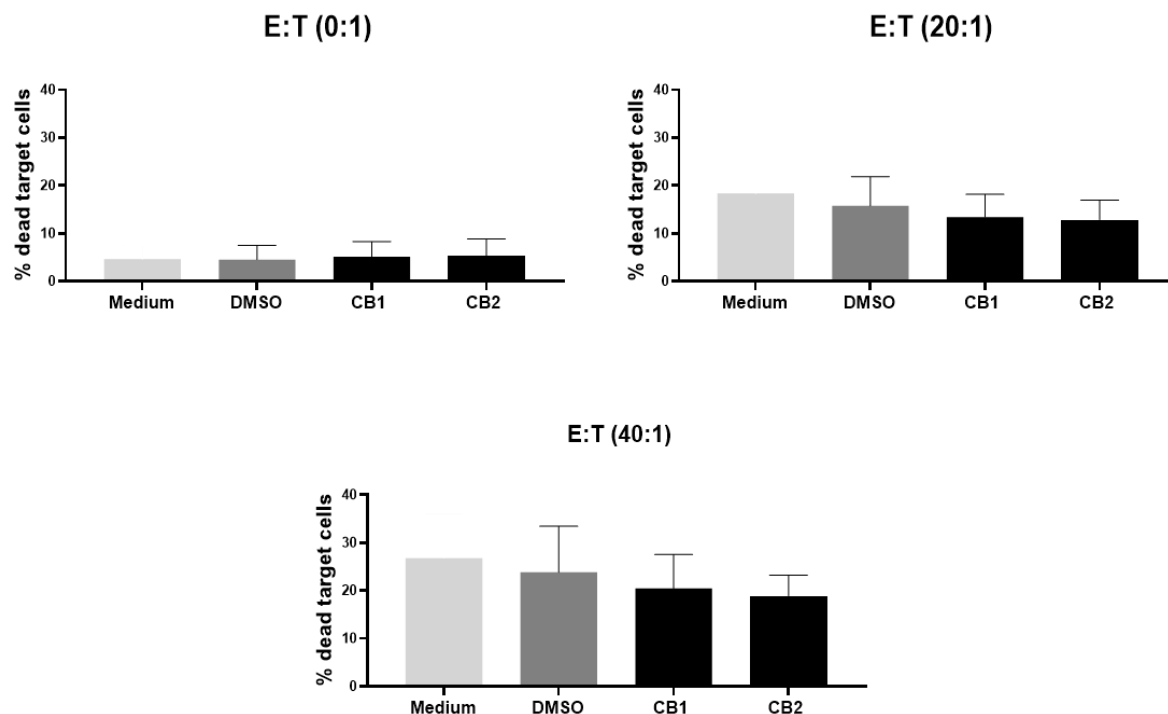 E:T (0:1)
% dead target cells
40
30
20
10
0
Medium DMSO CB1 CB2
E:T (20:1)
% dead target cells
40
30
20
10
0
Medium DMSO CB1 CB2
E:T (40:1)
% dead target cells
40
30
20
10
0
Medium DMSO CB1 CB2